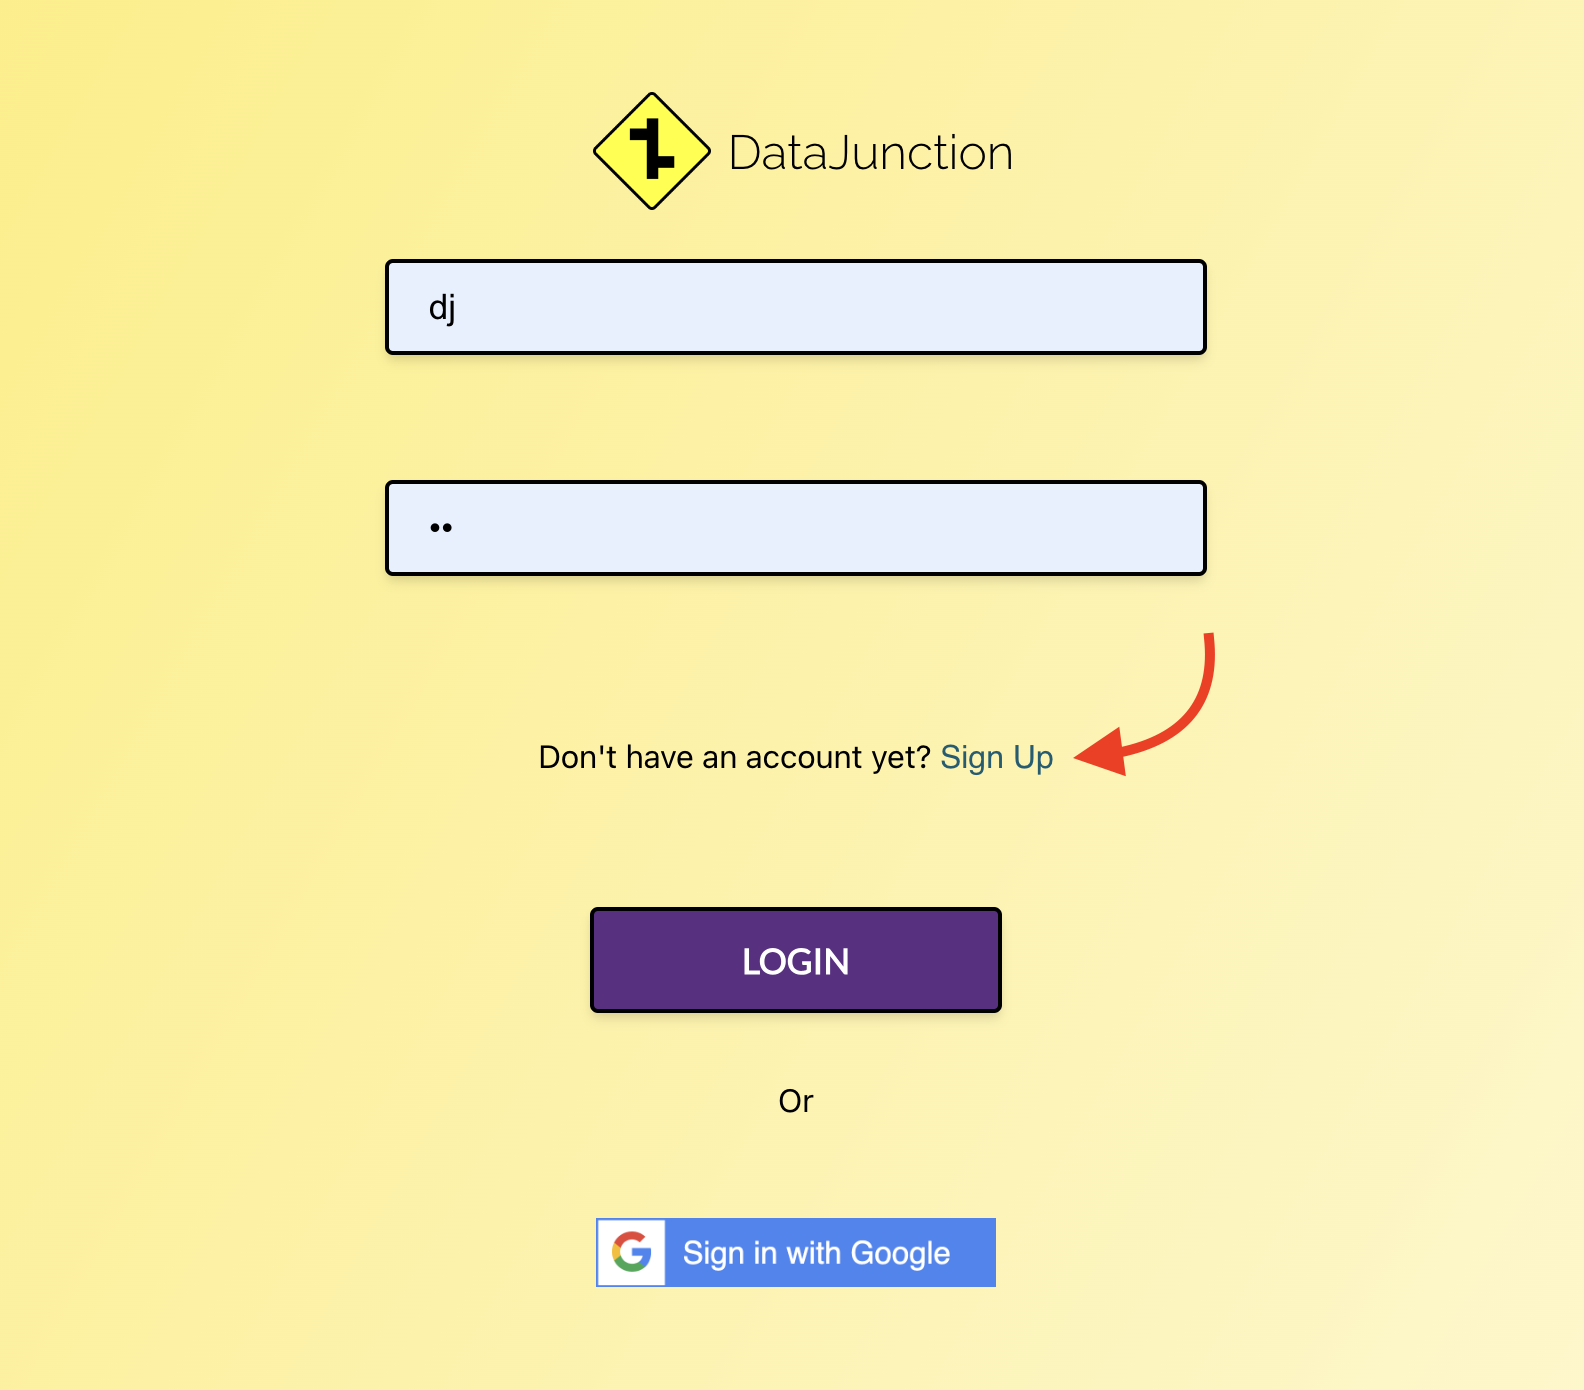 DataJunction
dj
••
Don't have an account yet? Sign Up
LOGIN
Or
Sign in with Google